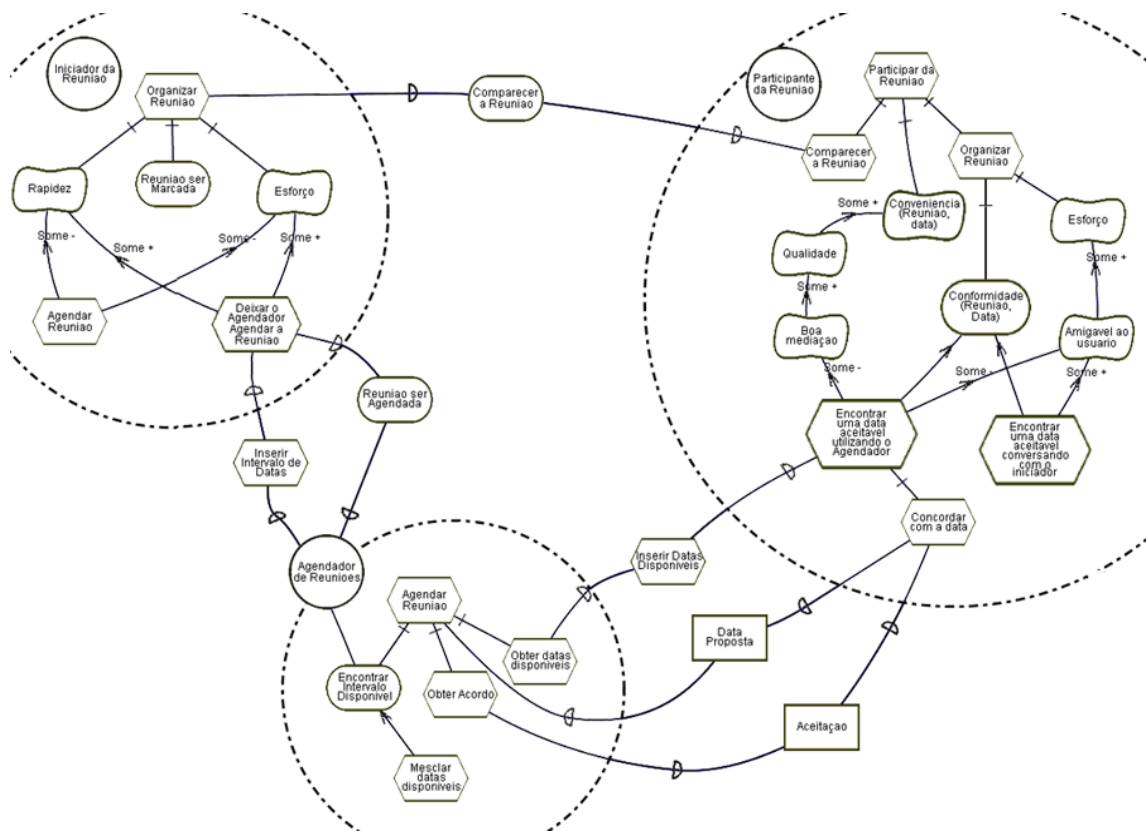 Iniciador da
Reuniao
Organizar
Reuniao
Comparecer
a Reuniao
Participante
da Reuniao
Participar da
Reuniao
Comparecer
a Reuniao
Organizar
Reuniao
Rapidez
Reuniao ser
Marcada
Esforço
Some -
Some +
Some -
Some +
Agendar
Reuniao
Deixar o
Agendador
Agendar a
Reuniao
Some +
Conveniencia
(Reuniao,
data)
Esforço
Qualidade
Some +
Some +
Conformidade
(Reuniao,
Data)
Boa
mediaçao
Amigavel ao
usuario
Some -
Some -
Some +
Reuniao ser
Agendada
Encontrar
uma data
aceitavel
utilizando o
Agendador
Encontrar
uma data
aceitavel
conversando
com o
iniciador
Inserir
Intervalo de
Datas
Concordar
com a data
Agendador
de Reunioes
Inserir Datas
Disponiveis
Agendar
Reuniao
Data
Proposta
Obter datas
disponiveis
Encontrar
Intervalo
Disponivel
Obter Acordo
Aceitaçao
Mesclar
datas
disponiveis